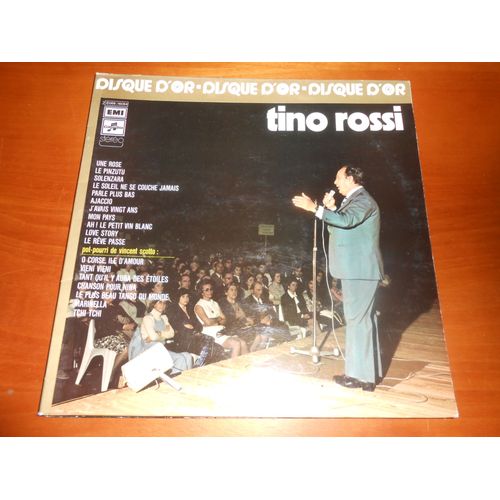 DISQUE D'OR - DISQUE D'OR - DISQUE D'OR
EMI
stereo
tino rossi
UNE ROSE
LE PINZUTU
SOLENZARA
LE SOLEIL NE SE COUCHE JAMAIS
PARLE PLUS BAS
AJACCIO
J'AVAIS VINGT ANS
MON PAYS
AH! LE PETIT VIN BLANC
LOVE STORY
LE RÊVE PASSE
pot-pourri de vincent scotto:
O CORSE, ILE D'AMOUR
VIENI VIENI
TANT QU'IL Y AURA DES ÉTOILES
CHANSON POUR NINA
LE PLUS BEAU TANGO DU MONDE
MARINELLA
TCHI-TCHI